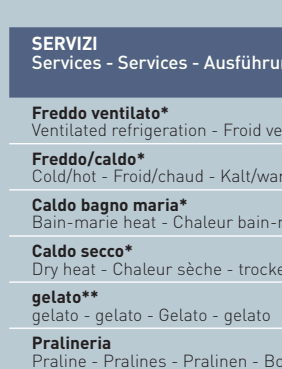 SERVIZI
Services - Services - Ausführu
Freddo ventilato*
Ventilated refrigeration - Froid ve
Freddo/caldo*
Cold/hot - Froid/chaud - Kalt/war
Caldo bagno maria*
Bain-marie heat - Chaleur bain-
Caldo secco*
Dry heat - Chaleur sèche - trocke
gelato**
gelato - gelato - Gelato - gelato
Pralineria
Praline - Pralines - Pralinen - Bo